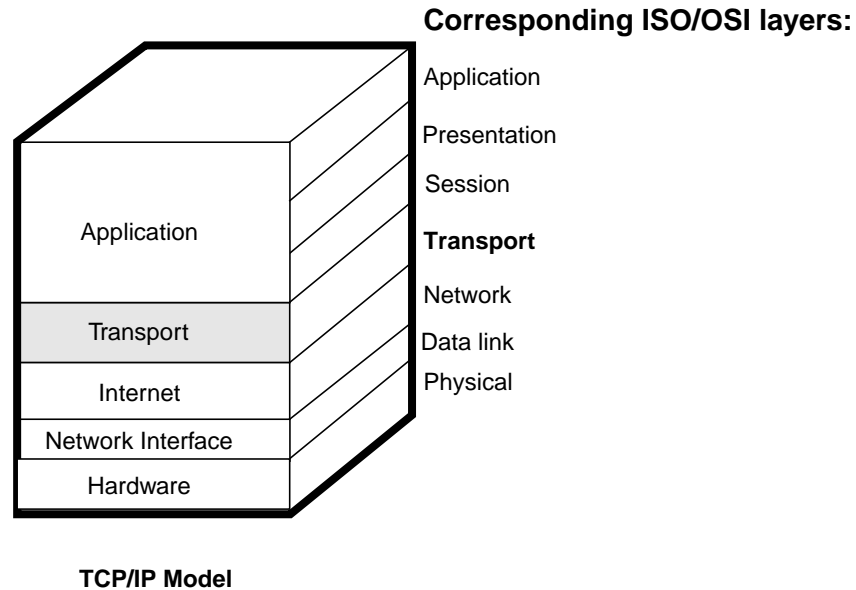 Corresponding ISO/OSI layers:
Application
Presentation
Session
Transport
Network
Data link
Physical
Application
Transport
Internet
Network Interface
Hardware
TCP/IP Model